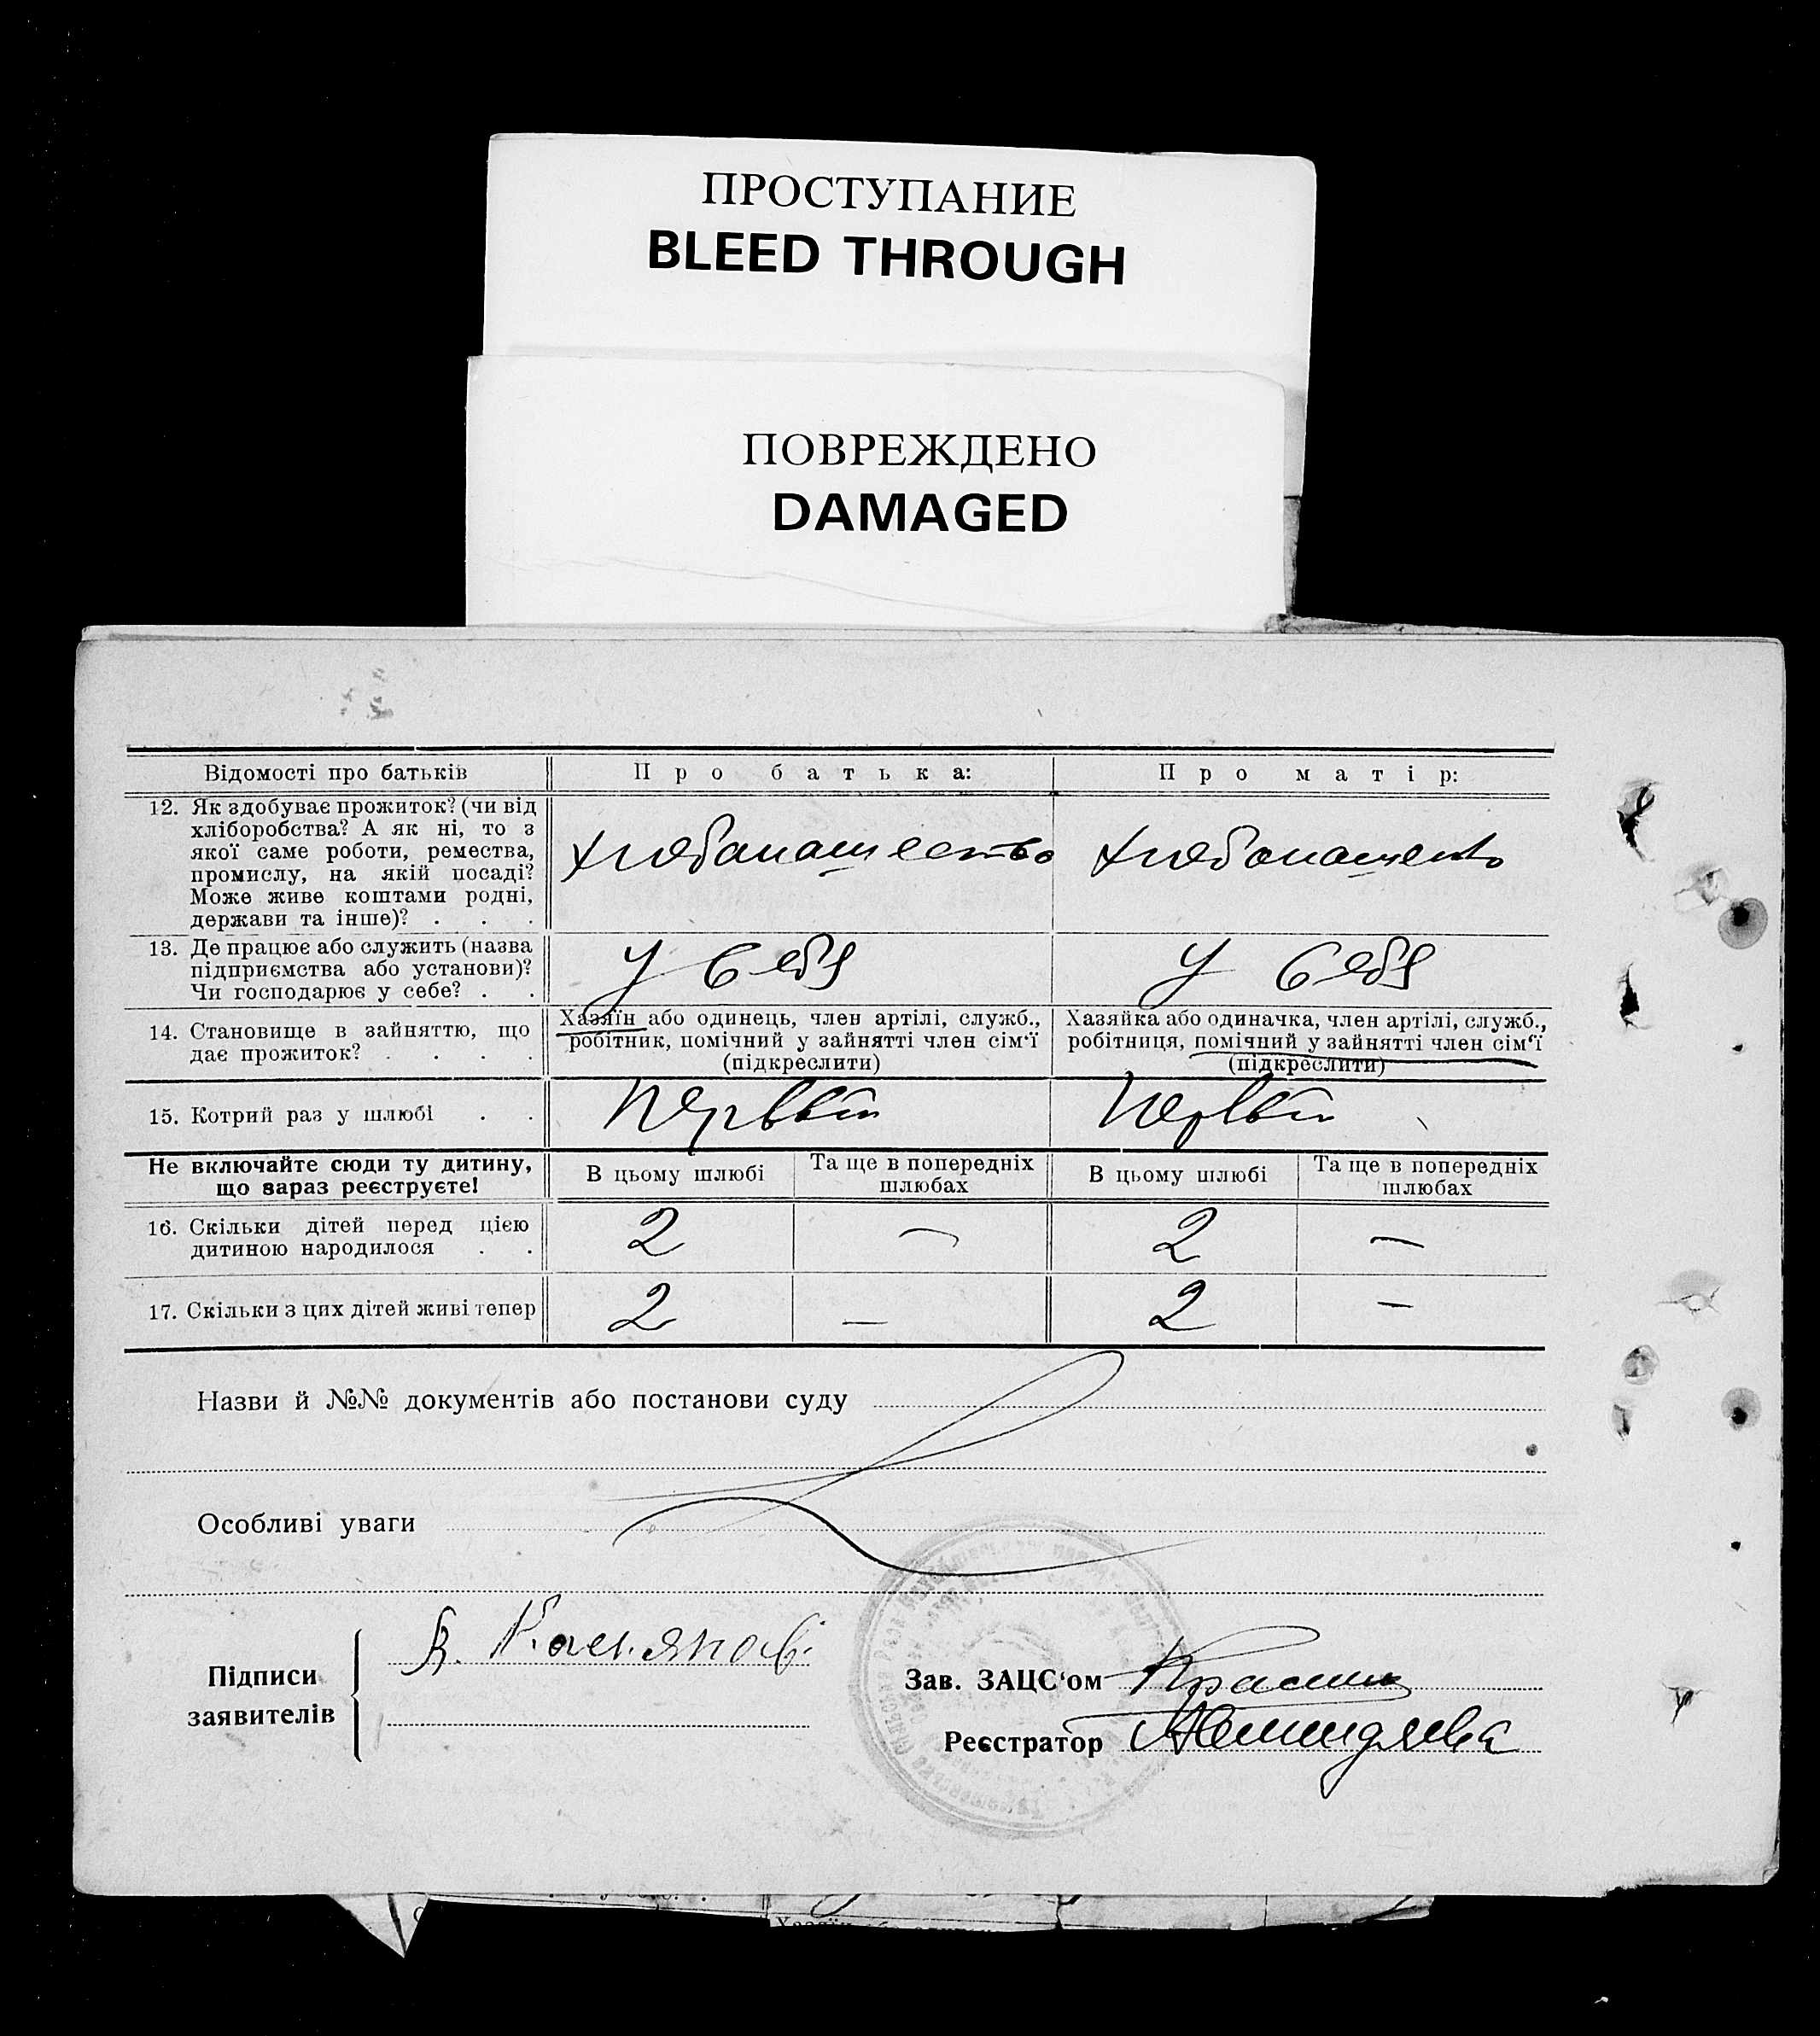 ПРОСТУПАНИЕ
BLEED THROUGH
ПОВРЕЖДЕНО
DAMAGED
Відомості про батьків
Про батька:
Про матір:
12. Як здобуває прожиток? (чи від
хліборобства? А як ні, то з
якої саме роботи, ремества,
промислу, на якій посаді?
Може живе коштами родні,
держави та інше)? . . .
хлебопашество
хлебопашество
13. Де працює або служить (назва
підприємства або установи)?
Чи господарює у себе? . .
у себя
у себя
14. Становище в зайняттю, що
дає прожиток? . . . .
Хазяїн або одинець, член артілі, служб.,
робітник, помічний у зайнятті член сім'ї
(підкреслити)
Хазяйка або одиначка, член артілі, служб.,
робітниця, помічний у зайнятті член сім'ї
(підкреслити)
15. Котрий раз у шлюбі . .
первый
первый
Не включайте сюди ту дитину,
що зараз реєструєте!
В цьому шлюбі
Та ще в попередніх
шлюбах
В цьому шлюбі
Та ще в попередніх
шлюбах
16. Скільки дітей перед цією
дитиною народилося . .
2 — 2 —
17. Скільки з цих дітей живі тепер
2 — 2 —
Назви й №№ документів або постанови суду
Особливі уваги
Підписи
заявителів
Зав. ЗАЦС'ом
Реєстратор